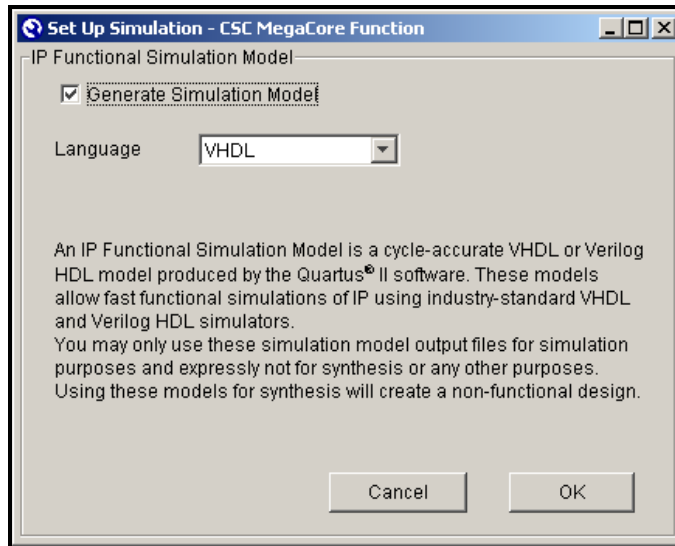 Set Up Simulation - CSC MegaCore Function
IP Functional Simulation Model
Generate Simulation Model
Language VHDL
An IP Functional Simulation Model is a cycle-accurate VHDL or Verilog
HDL model produced by the Quartus® II software. These models
allow fast functional simulations of IP using industry-standard VHDL
and Verilog HDL simulators.
You may only use these simulation model output files for simulation
purposes and expressly not for synthesis or any other purposes.
Using these models for synthesis will create a non-functional design.
Cancel OK